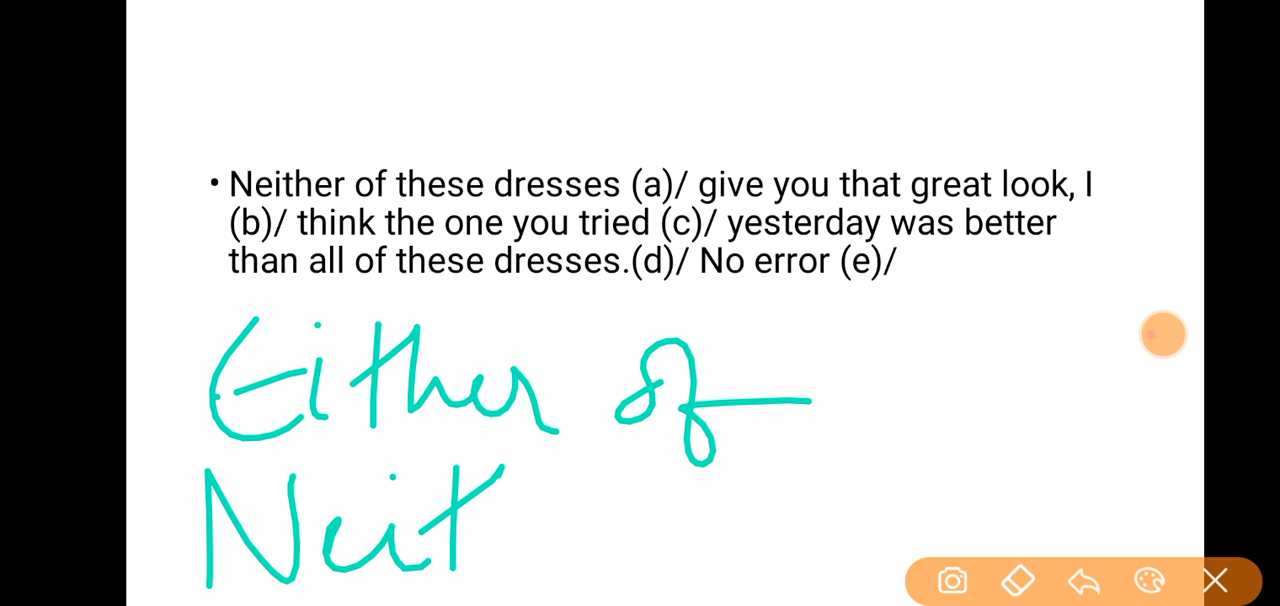 • Neither of these dresses (a)/ give you that great look, I
(b)/ think the one you tried (c)/ yesterday was better
than all of these dresses.(d)/ No error (e)/
Either of
Neit